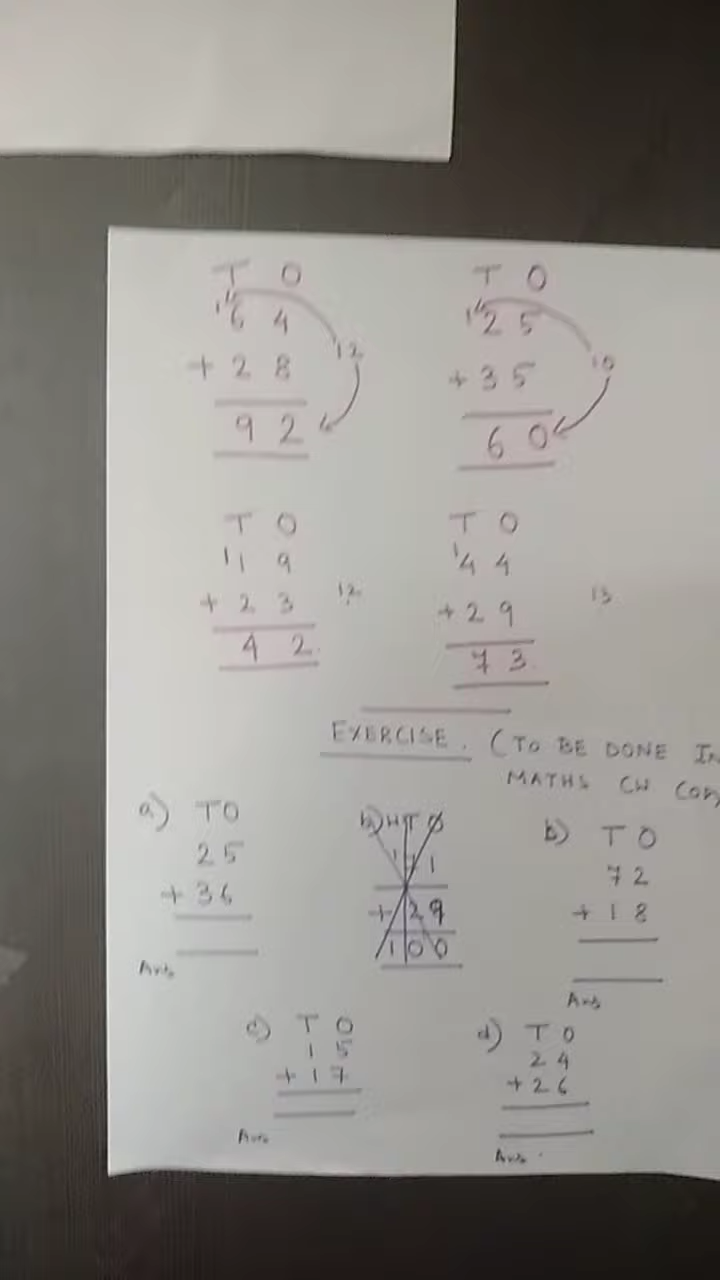 T O
1 6 4 12
+ 2 8
9 2
T O
1 2 5 10
+ 3 5
6 0
T O
1 1 9
+ 2 3 12
4 2
T O
1 4 4
+ 2 9 13
7 3
EXERCISE. (TO BE DONE IN
MATHS CW COP
a) T O
2 5
+ 3 6
Ans
b) H T O
1 7 1
+ 2 9
1 0 0
b) T O
7 2
+ 1 8
Ans
c) T O
1 5
+ 1 7
Ans
d) T O
2 4
+ 2 6
Ans.